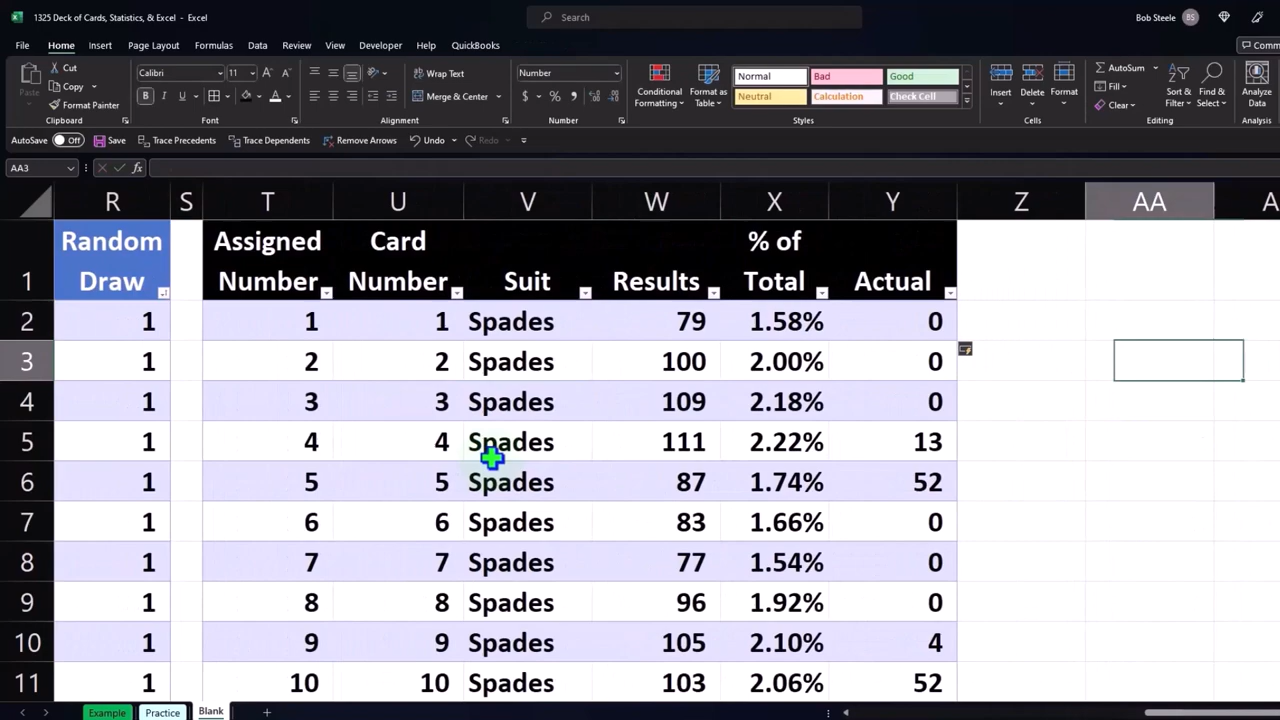 1325 Deck of Cards, Statistics, & Excel - Excel
Search
Bob Steele
BS
File Home Insert Page Layout Formulas Data Review View Developer Help QuickBooks
Comm
Paste
Cut
Copy
Format Painter
Clipboard
Calibri 11
B I U
Font
Wrap Text
Merge & Center
Alignment
Number
$ % ,
Number
Conditional Formatting
Format as Table
Normal Bad Good
Neutral Calculation Check Cell
Styles
Insert Delete Format
Cells
AutoSum
Fill
Clear
Sort & Filter
Find & Select
Editing
Analyze Data
Analysis
AutoSave Off Save Trace Precedents Trace Dependents Remove Arrows Undo Redo
AA3 fx
R S T U V W X Y Z AA A
1 Random Draw Assigned Number Card Number Suit Results % of Total Actual
2 1 1 1 Spades 79 1.58% 0
3 1 2 2 Spades 100 2.00% 0
4 1 3 3 Spades 109 2.18% 0
5 1 4 4 Spades 111 2.22% 13
6 1 5 5 Spades 87 1.74% 52
7 1 6 6 Spades 83 1.66% 0
8 1 7 7 Spades 77 1.54% 0
9 1 8 8 Spades 96 1.92% 0
10 1 9 9 Spades 105 2.10% 4
11 1 10 10 Spades 103 2.06% 52
Example Practice Blank